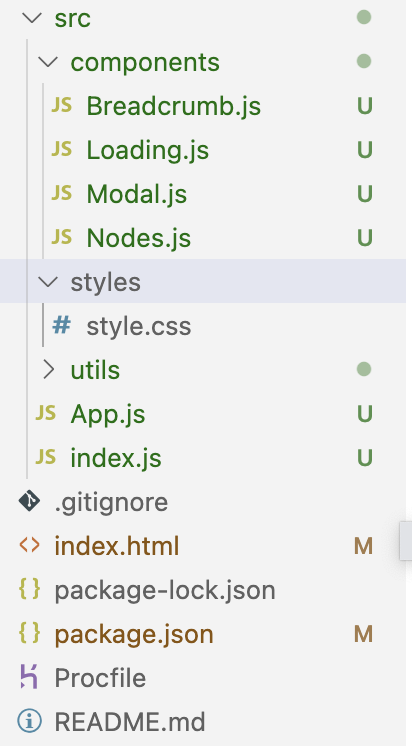 src
components
JS Breadcrumb.js U
JS Loading.js U
JS Modal.js U
JS Nodes.js U
styles
# style.css
utils
JS App.js U
JS index.js U
.gitignore
<> index.html M
{} package-lock.json
{} package.json M
Procfile
README.md